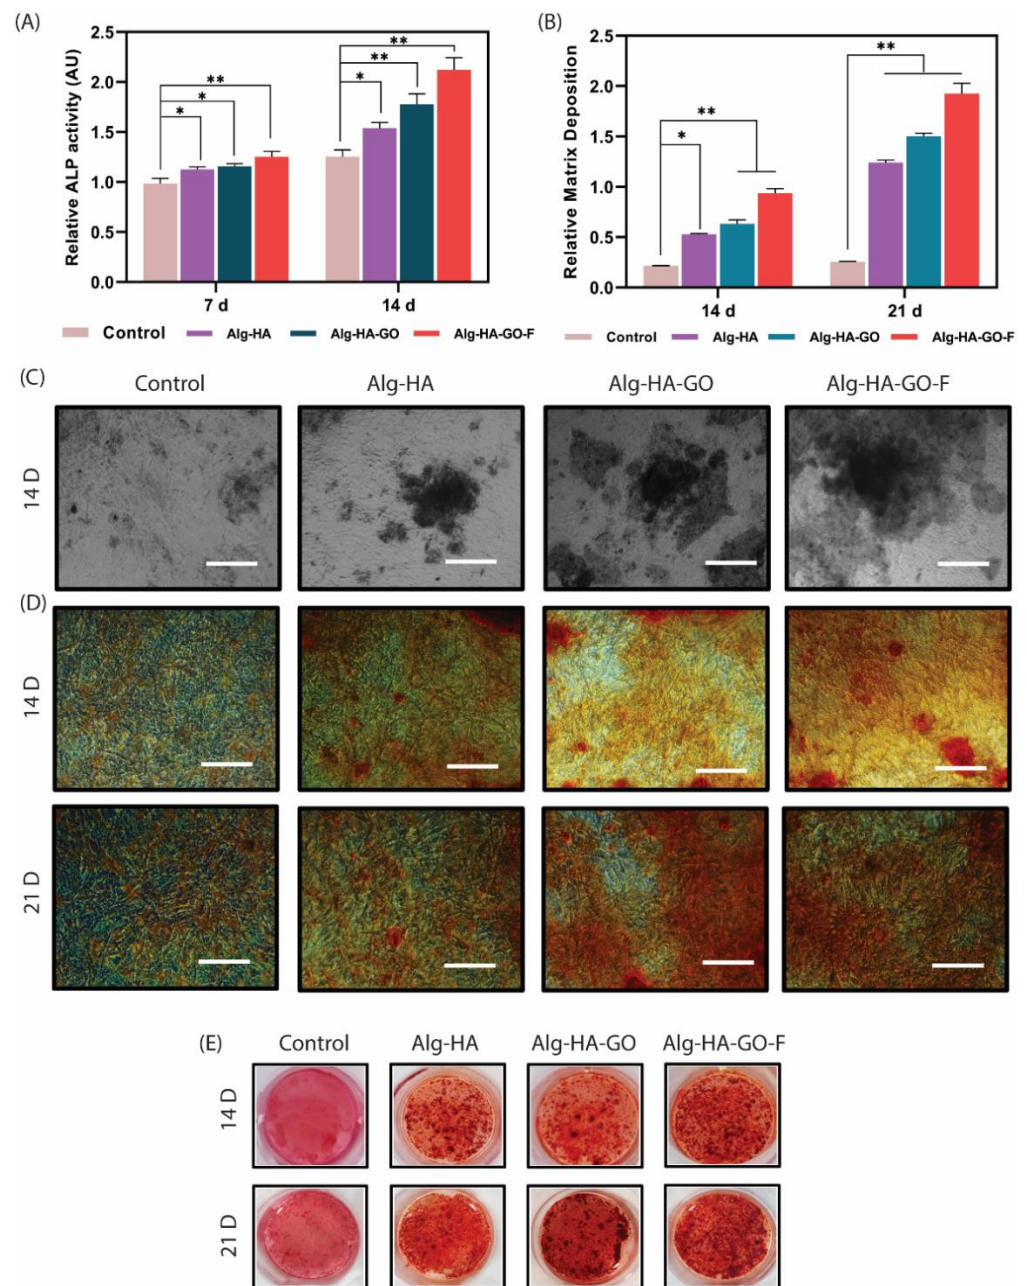 (A)
Relative ALP activity (AU)
2.5
2.0
1.5
1.0
0.5
0.0
**
*
*
**
**
*
7 d
14 d
Control Alg-HA Alg-HA-GO Alg-HA-GO-F
(B)
Relative Matrix Deposition
2.5
2.0
1.5
1.0
0.5
0.0
**
*
**
14 d
21 d
Control Alg-HA Alg-HA-GO Alg-HA-GO-F
(C)
Control Alg-HA Alg-HA-GO Alg-HA-GO-F
14 D
(D)
14 D
21 D
(E)
Control Alg-HA Alg-HA-GO Alg-HA-GO-F
14 D
21 D